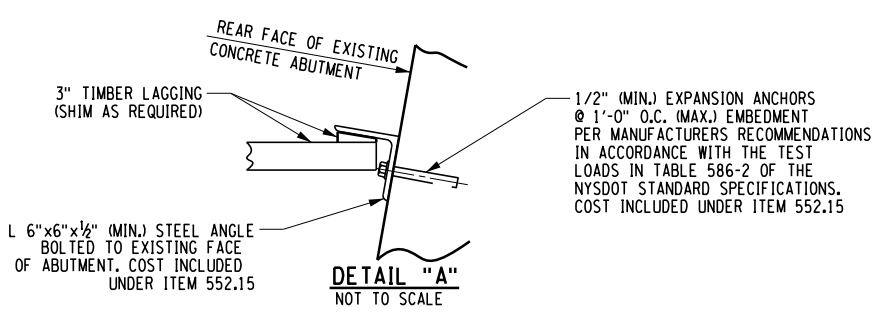 REAR FACE OF EXISTING
CONCRETE ABUTMENT
3" TIMBER LAGGING
(SHIM AS REQUIRED)
1/2" (MIN.) EXPANSION ANCHORS
@ 1'-0" O.C. (MAX.) EMBEDMENT
PER MANUFACTURERS RECOMMENDATIONS
IN ACCORDANCE WITH THE TEST
LOADS IN TABLE 586-2 OF THE
NYSDOT STANDARD SPECIFICATIONS.
COST INCLUDED UNDER ITEM 552.15
L 6"x6"x½" (MIN.) STEEL ANGLE
BOLTED TO EXISTING FACE
OF ABUTMENT. COST INCLUDED
UNDER ITEM 552.15
DETAIL "A"
NOT TO SCALE